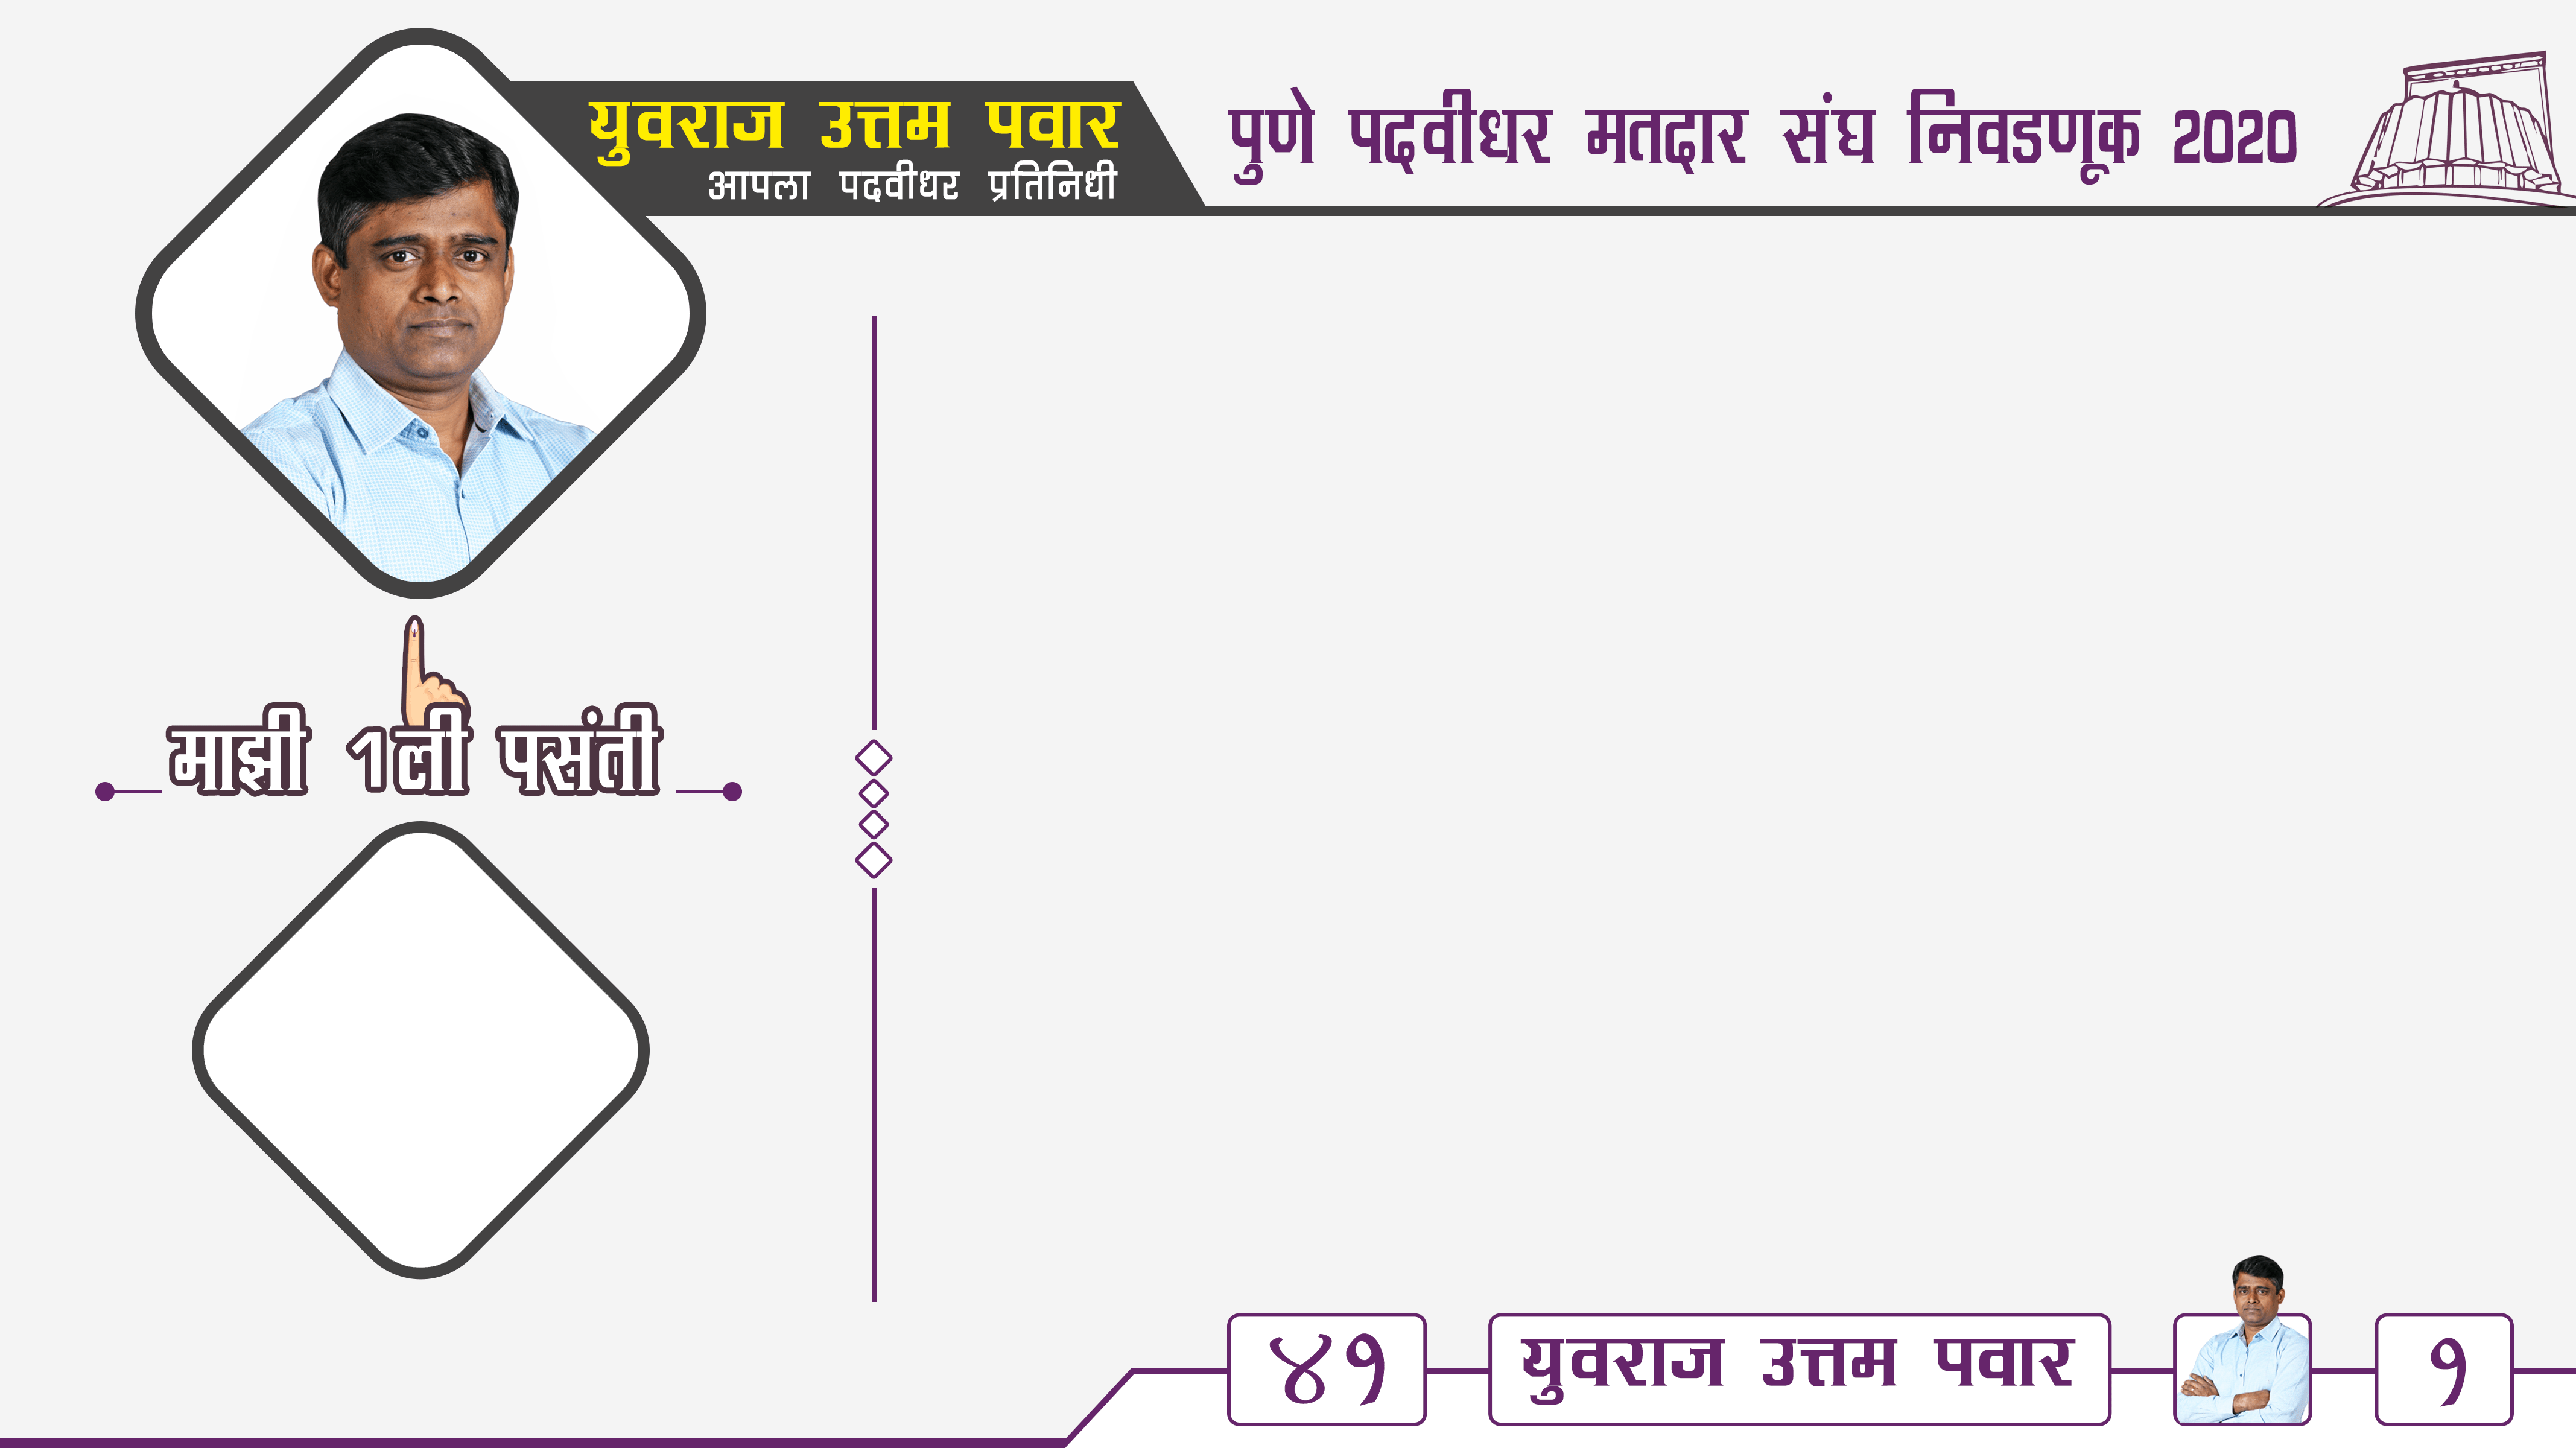 युवराज उत्तम पवार
आपला पदवीधर प्रतिनिधी
पुणे पदवीधर मतदार संघ निवडणूक 2020
माझी 1ली पसंती
४१ युवराज उत्तम पवार १